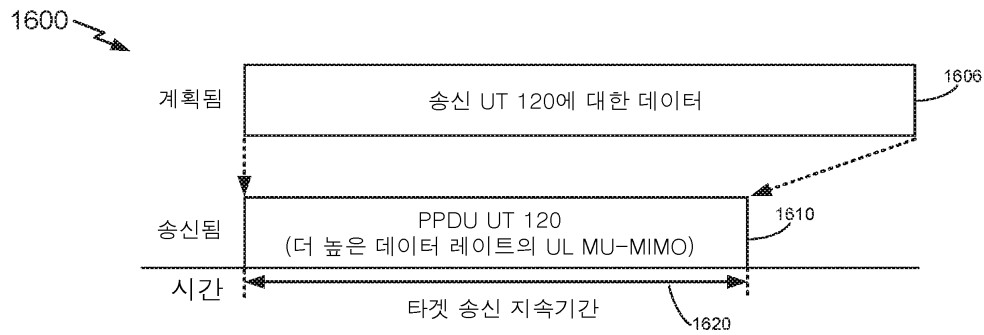 1600
계획됨
송신 UT 120에 대한 데이터
1606
송신됨
PPDU UT 120
(더 높은 데이터 레이트의 UL MU-MIMO)
1610
시간
타겟 송신 지속기간
1620